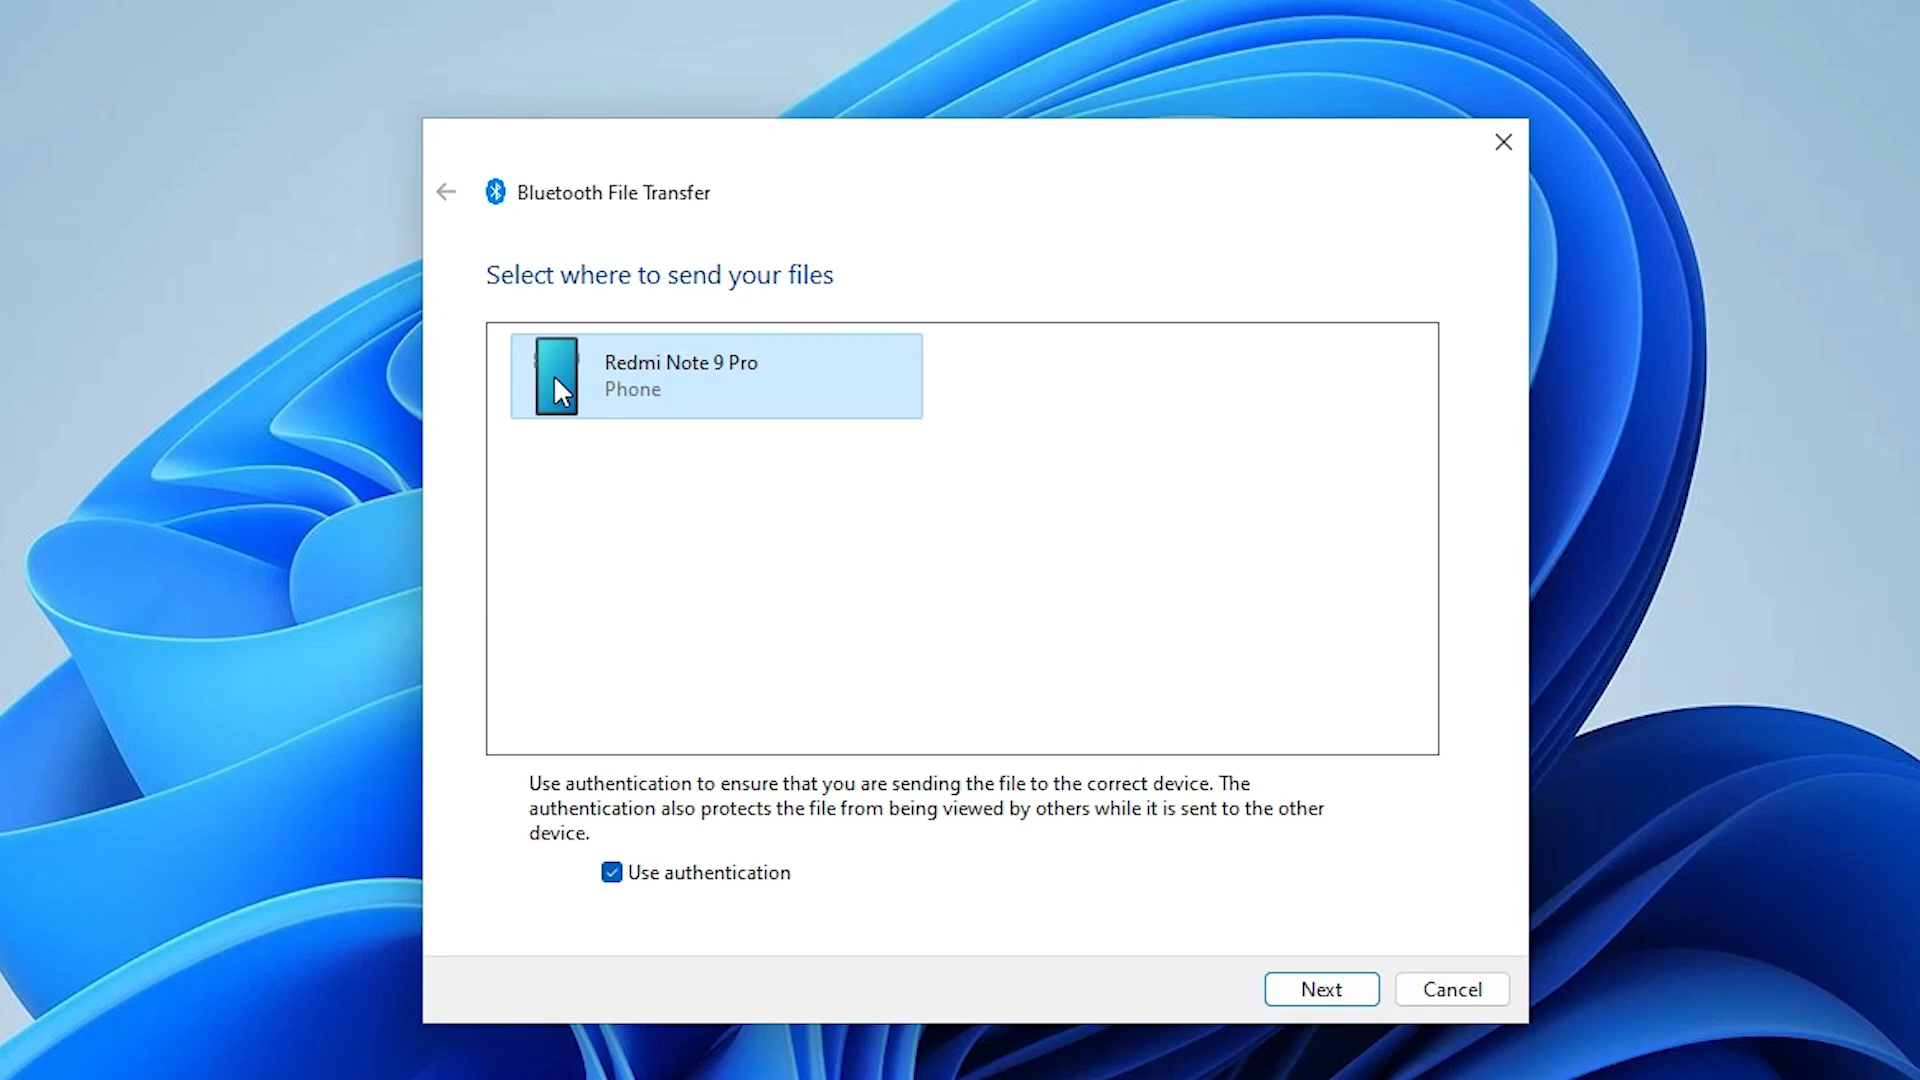 Bluetooth File Transfer
Select where to send your files
Redmi Note 9 Pro
Phone
Use authentication to ensure that you are sending the file to the correct device. The
authentication also protects the file from being viewed by others while it is sent to the other
device.
Use authentication
Next
Cancel